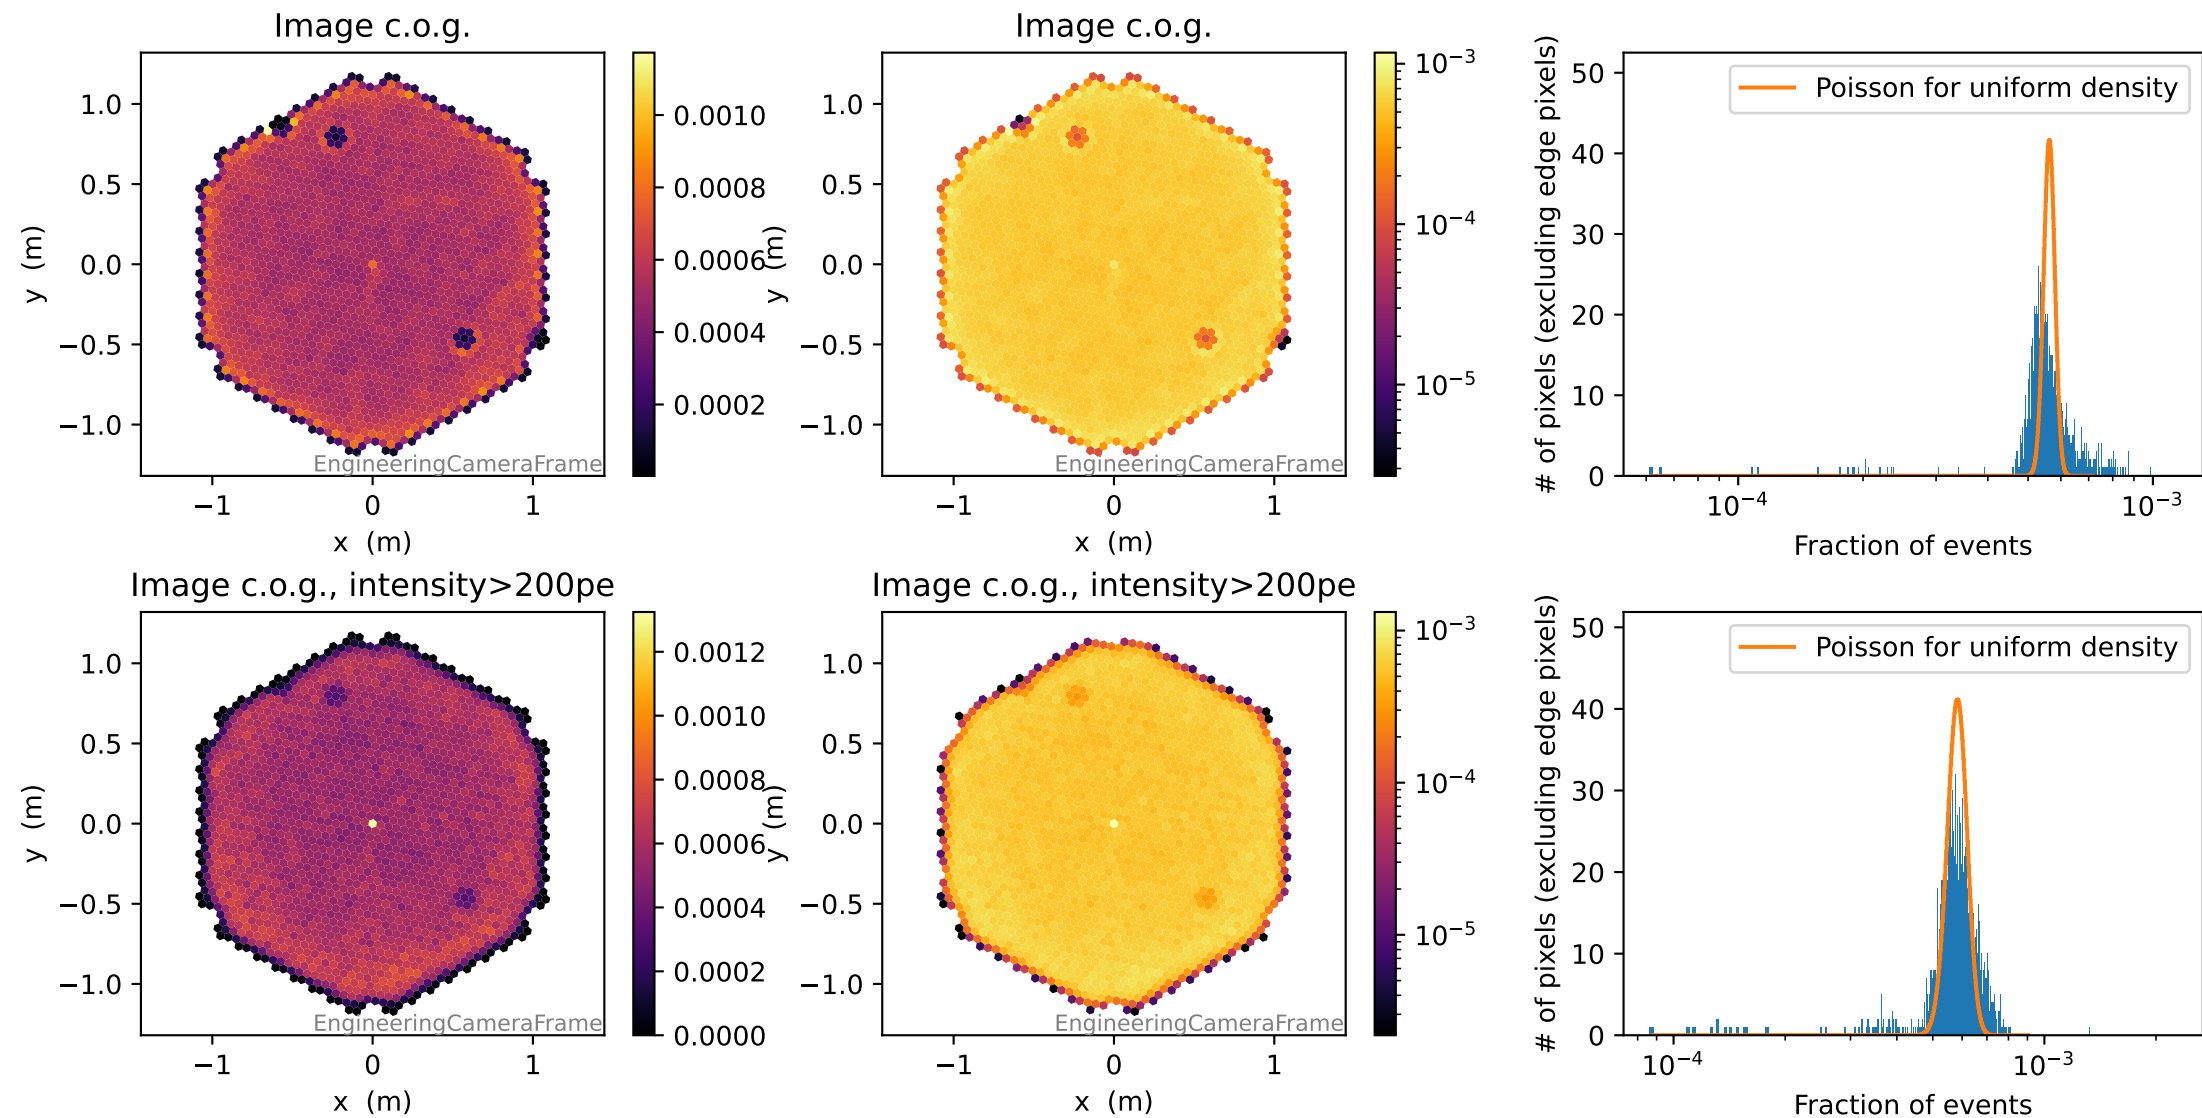 Image c.o.g.
1.0
0.5
0.0
−0.5
−1.0
y (m)
−1 0 1
x (m)
EngineeringCameraFrame
0.0010
0.0008
0.0006
0.0004
0.0002
Image c.o.g.
1.0
0.5
0.0
−0.5
−1.0
y (m)
−1 0 1
x (m)
EngineeringCameraFrame
10⁻³
10⁻⁴
10⁻⁵
Poisson for uniform density
50
40
30
20
10
0
# of pixels (excluding edge pixels)
10⁻⁴ 10⁻³
Fraction of events
Image c.o.g., intensity>200pe
1.0
0.5
0.0
−0.5
−1.0
y (m)
−1 0 1
x (m)
EngineeringCameraFrame
0.0012
0.0010
0.0008
0.0006
0.0004
0.0002
0.0000
Image c.o.g., intensity>200pe
1.0
0.5
0.0
−0.5
−1.0
y (m)
−1 0 1
x (m)
EngineeringCameraFrame
10⁻³
10⁻⁴
10⁻⁵
Poisson for uniform density
50
40
30
20
10
0
# of pixels (excluding edge pixels)
10⁻⁴ 10⁻³
Fraction of events